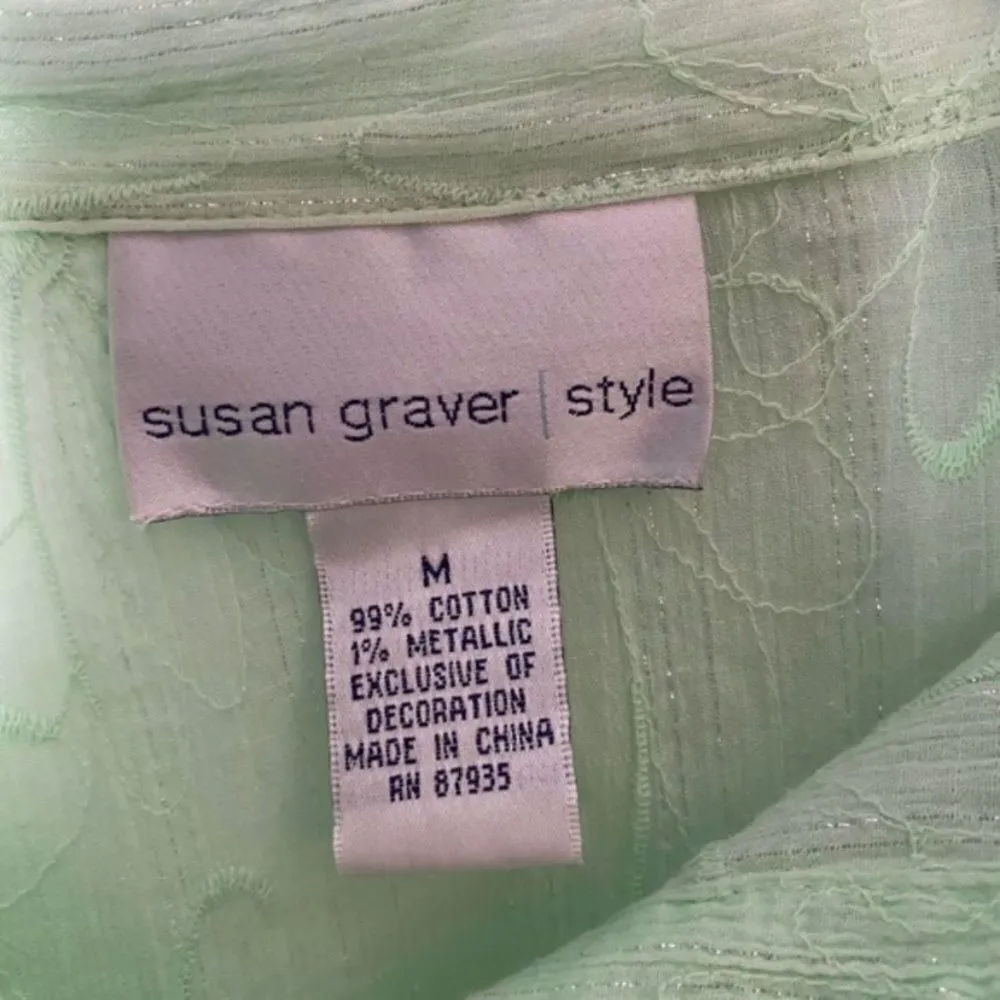 susan graver | style
M
99% COTTON
1% METALLIC
EXCLUSIVE OF
DECORATION
MADE IN CHINA
RN 87935